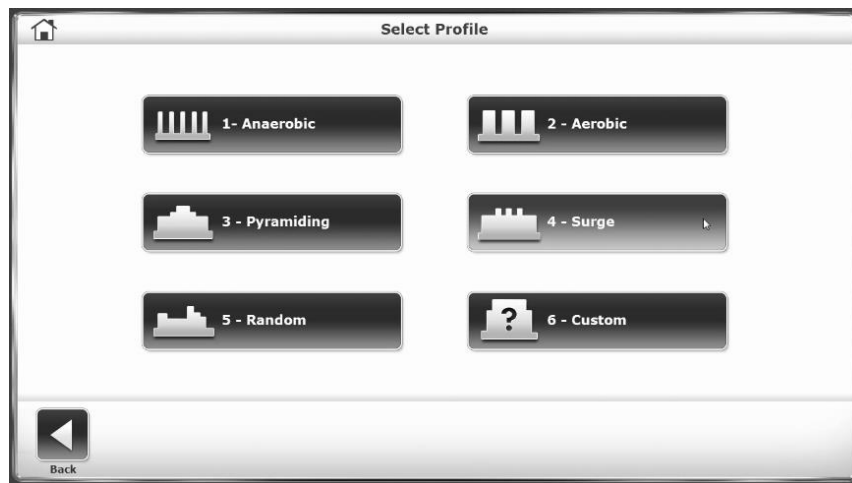 Select Profile
1- Anaerobic
2 - Aerobic
3 - Pyramiding
4 - Surge
5 - Random
?
6 - Custom
Back